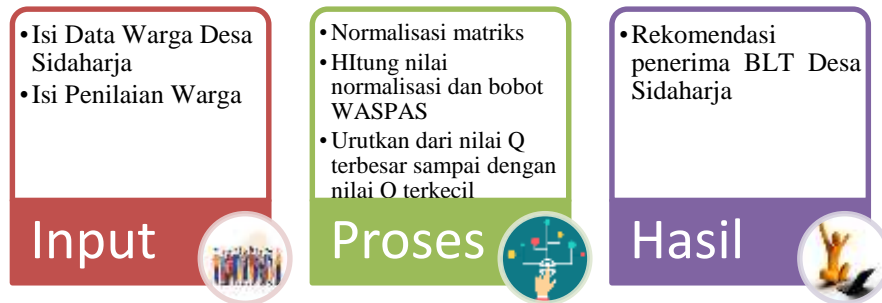 •Isi Data Warga Desa
Sidaharja
•Isi Penilaian Warga
Input
•Normalisasi matriks
•HItung nilai
normalisasi dan bobot
WASPAS
•Urutkan dari nilai Q
terbesar sampai dengan
nilai Q terkecil
Proses
•Rekomendasi
penerima BLT Desa
Sidaharja
Hasil